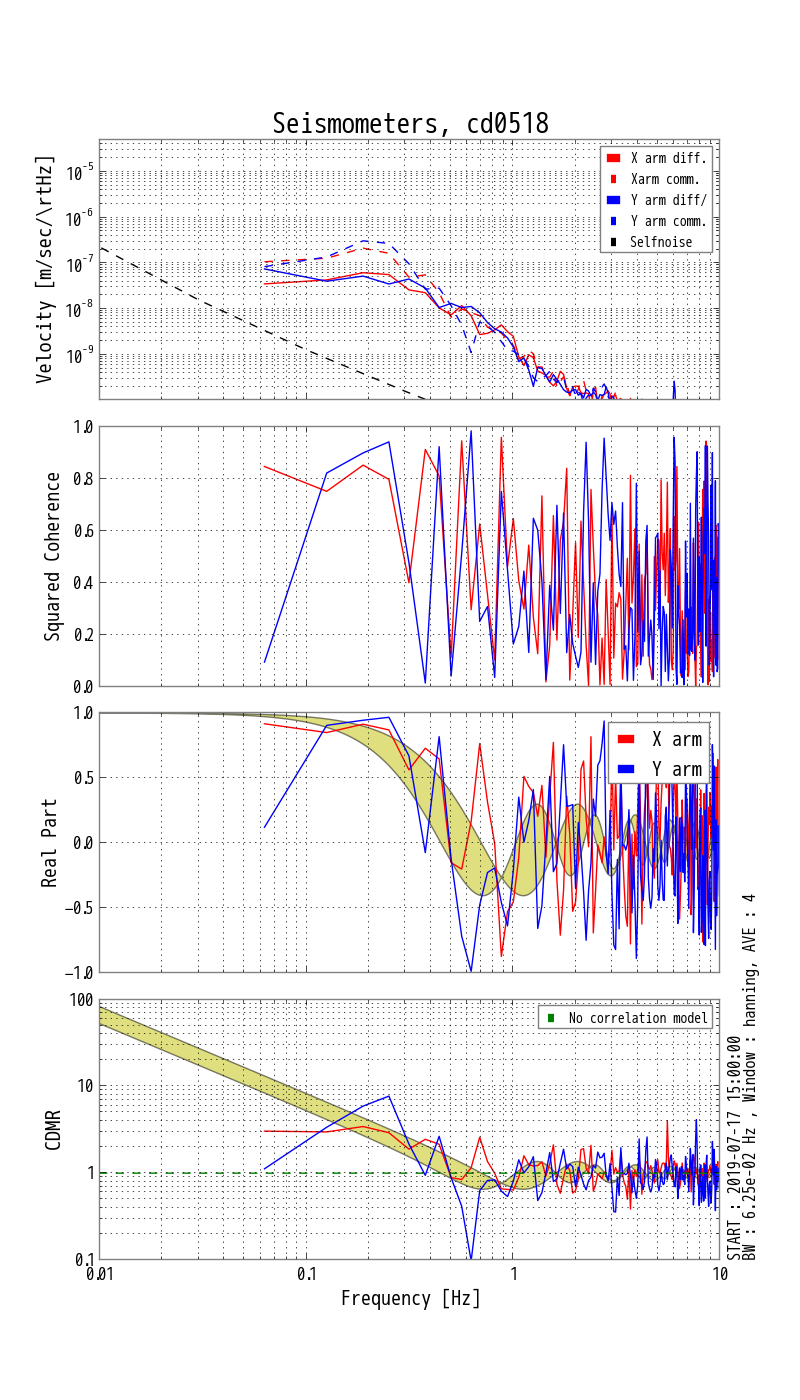 Seismometers, cd0518
Velocity [m/sec/\rtHz]
10^-5
10^-6
10^-7
10^-8
10^-9
X arm diff.
Xarm comm.
Y arm diff/
Y arm comm.
Selfnoise
Squared Coherence
1.0
0.8
0.6
0.4
0.2
0.0
Real Part
1.0
0.5
0.0
−0.5
−1.0
X arm
Y arm
CDMR
100
10
1
0.1
No correlation model
0.01
0.1
1
10
Frequency [Hz]
START : 2019-07-17 15:00:00
BW : 6.25e-02 Hz , Window : hanning, AVE : 4